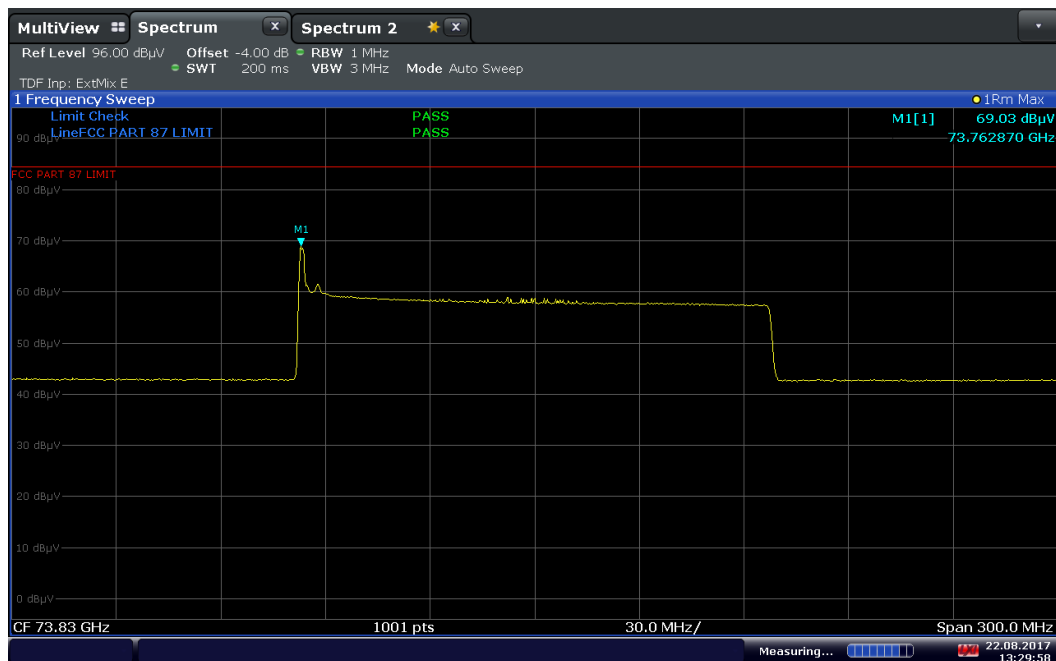 MultiView Spectrum X Spectrum 2 X
Ref Level 96.00 dBµV Offset -4.00 dB RBW 1 MHz
SWT 200 ms VBW 3 MHz Mode Auto Sweep
TDF Inp: ExtMix E
1 Frequency Sweep 1Rm Max
Limit Check PASS M1[1] 69.03 dBµV
LineFCC PART 87 LIMIT PASS 73.762870 GHz
90 dBµV
FCC PART 87 LIMIT
80 dBµV
M1
70 dBµV
60 dBµV
50 dBµV
40 dBµV
30 dBµV
20 dBµV
10 dBµV
0 dBµV
CF 73.83 GHz 1001 pts 30.0 MHz/ Span 300.0 MHz
Measuring... 22.08.2017
13:29:58